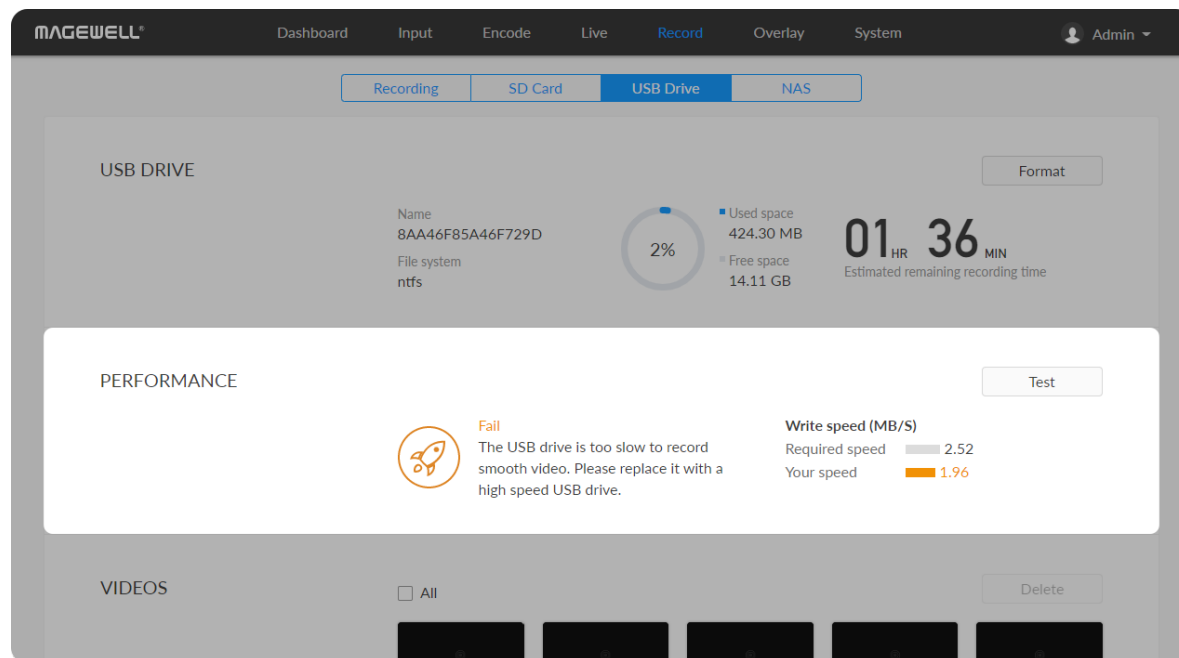 MAGEWELL®
Dashboard Input Encode Live Record Overlay System Admin
Recording SD Card USB Drive NAS
USB DRIVE
Format
Name
8AA46F85A46F729D
File system
ntfs
2%
Used space
424.30 MB
Free space
14.11 GB
01 HR 36 MIN
Estimated remaining recording time
PERFORMANCE
Test
Fail
The USB drive is too slow to record
smooth video. Please replace it with a
high speed USB drive.
Write speed (MB/S)
Required speed 2.52
Your speed 1.96
VIDEOS
All
Delete